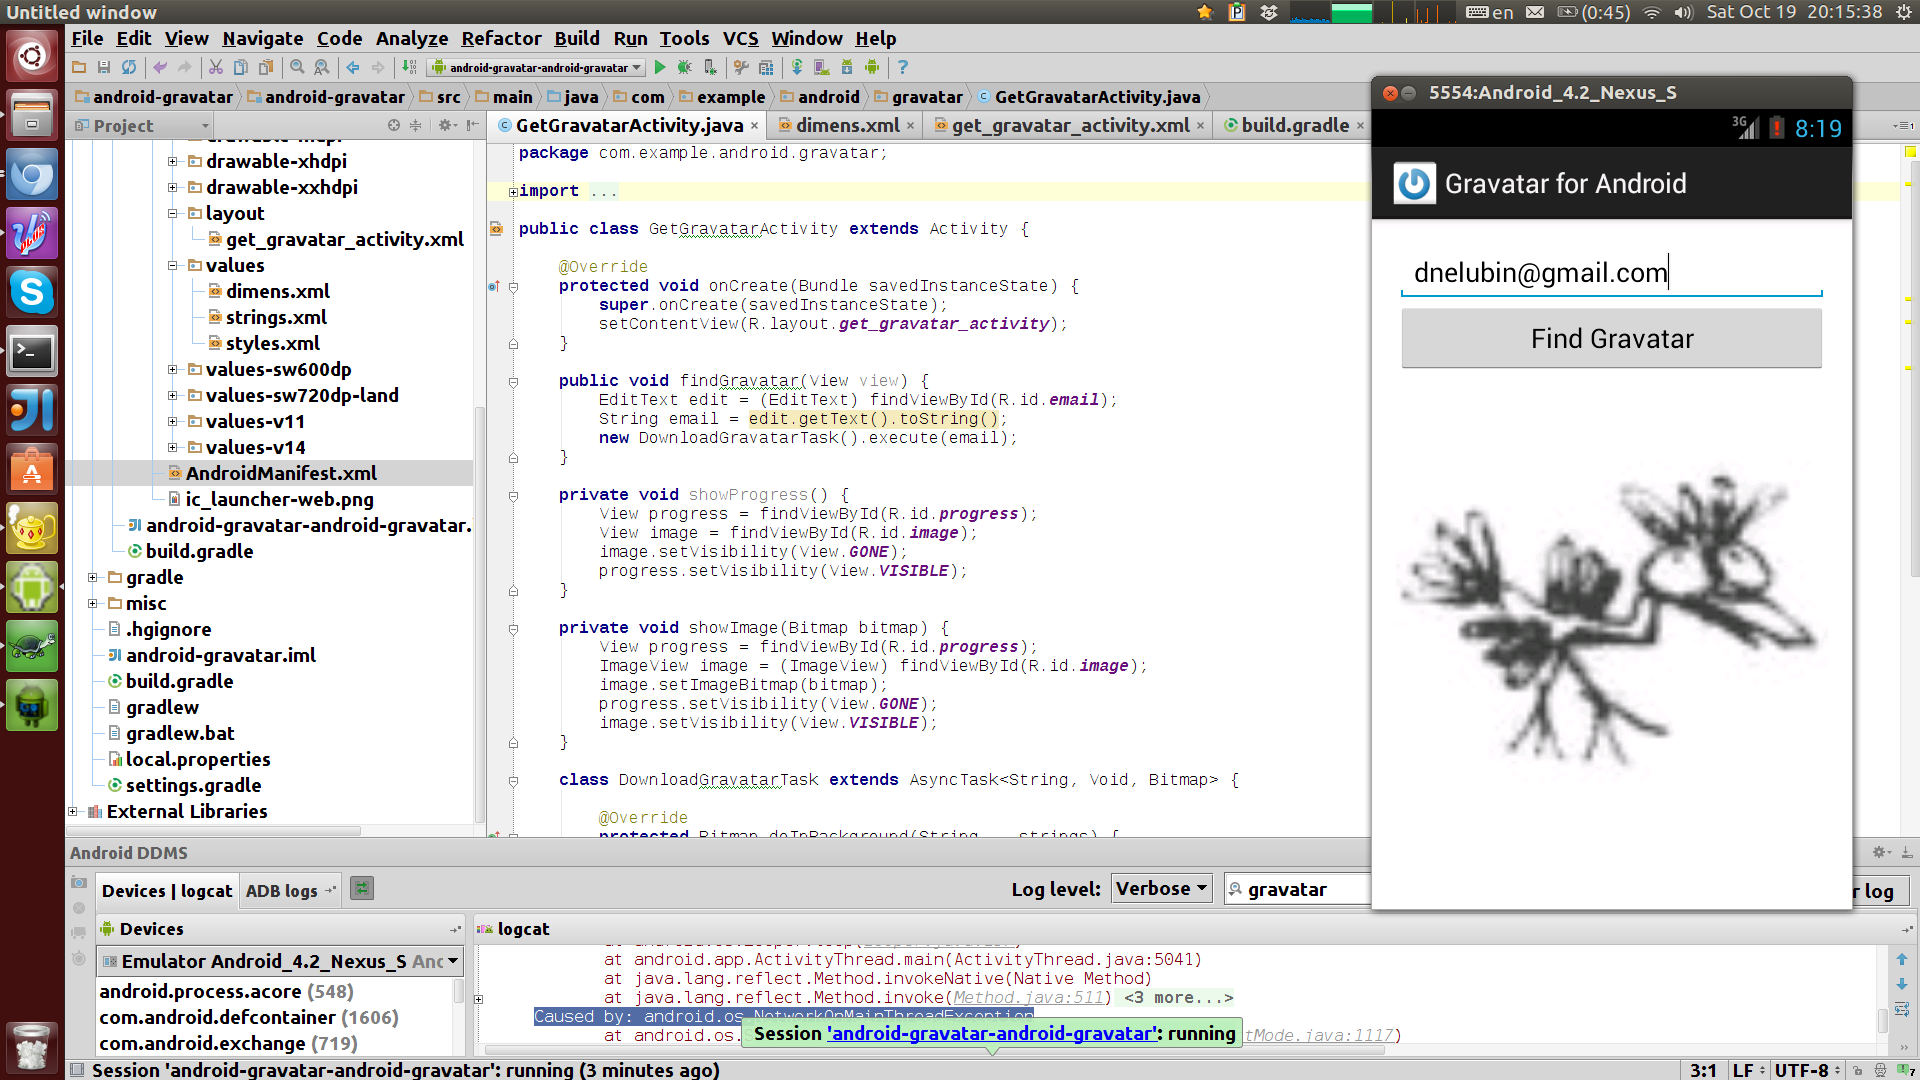 Untitled window
en (0:45) Sat Oct 19 20:15:38
File Edit View Navigate Code Analyze Refactor Build Run Tools VCS Window Help
android-gravatar-android-gravatar
android-gravatar android-gravatar src main java com example android gravatar GetGravatarActivity.java
Project
GetGravatarActivity.java dimens.xml get_gravatar_activity.xml build.gradle
drawable-xhdpi
drawable-xxhdpi
layout
get_gravatar_activity.xml
values
dimens.xml
strings.xml
styles.xml
values-sw600dp
values-sw720dp-land
values-v11
values-v14
AndroidManifest.xml
ic_launcher-web.png
android-gravatar-android-gravatar.
build.gradle
gradle
misc
.hgignore
android-gravatar.iml
build.gradle
gradlew
gradlew.bat
local.properties
settings.gradle
External Libraries
package com.example.android.gravatar;
import ...
public class GetGravatarActivity extends Activity {
@Override
protected void onCreate(Bundle savedInstanceState) {
super.onCreate(savedInstanceState);
setContentView(R.layout.get_gravatar_activity);
}
public void findGravatar(View view) {
EditText edit = (EditText) findViewById(R.id.email);
String email = edit.getText().toString();
new DownloadGravatarTask().execute(email);
}
private void showProgress() {
View progress = findViewById(R.id.progress);
View image = findViewById(R.id.image);
image.setVisibility(View.GONE);
progress.setVisibility(View.VISIBLE);
}
private void showImage(Bitmap bitmap) {
View progress = findViewById(R.id.progress);
ImageView image = (ImageView) findViewById(R.id.image);
image.setImageBitmap(bitmap);
progress.setVisibility(View.GONE);
image.setVisibility(View.VISIBLE);
}
class DownloadGravatarTask extends AsyncTask<String, Void, Bitmap> {
@Override
protected Bitmap doInBackground(String... strings) {
5554:Android_4.2_Nexus_S
3G 8:19
Gravatar for Android
dnelubin@gmail.com
Find Gravatar
Android DDMS
Devices | logcat ADB logs
Log level: Verbose gravatar
r log
Devices
logcat
Emulator Android_4.2_Nexus_S Anc
android.process.acore (548)
com.android.defcontainer (1606)
com.android.exchange (719)
at android.app.ActivityThread.main(ActivityThread.java:5041)
at java.lang.reflect.Method.invokeNative(Native Method)
at java.lang.reflect.Method.invoke(Method.java:511) <3 more...>
Caused by: android.os.NetworkOnMainThreadException
at android.os.S tMode.java:1117)
Session 'android-gravatar-android-gravatar': running
Session 'android-gravatar-android-gravatar': running (3 minutes ago)
3:1 LF UTF-8 7